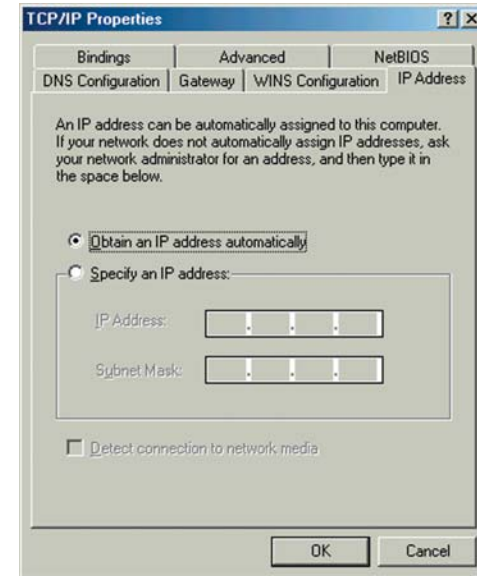 TCP/IP Properties
Bindings Advanced NetBIOS
DNS Configuration Gateway WINS Configuration IP Address
An IP address can be automatically assigned to this computer.
If your network does not automatically assign IP addresses, ask
your network administrator for an address, and then type it in
the space below.
Obtain an IP address automatically
Specify an IP address:
IP Address:
Subnet Mask:
Detect connection to network media
OK Cancel